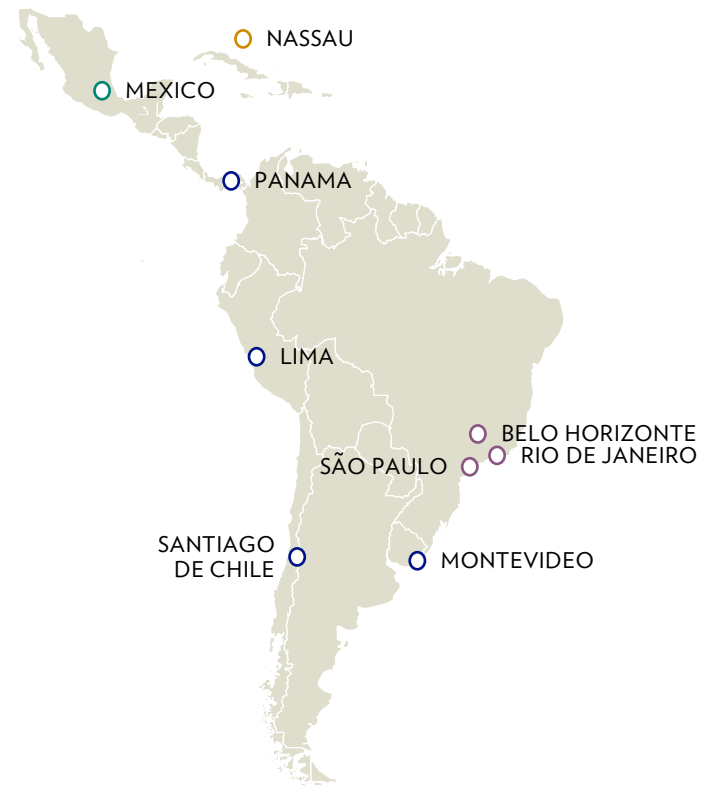 NASSAU
MEXICO
PANAMA
LIMA
BELO HORIZONTE
RIO DE JANEIRO
SÃO PAULO
SANTIAGO
DE CHILE
MONTEVIDEO